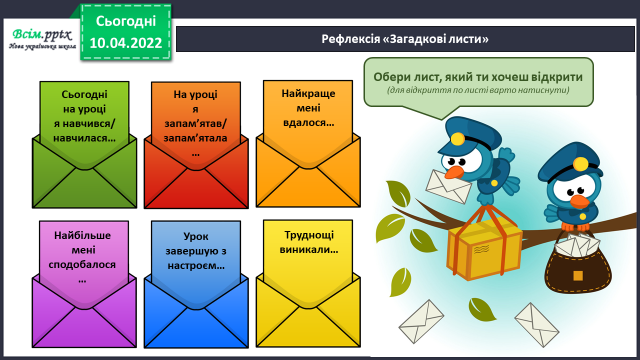 Всім.pptx
Нова українська школа
Сьогодні
10.04.2022
Рефлексія «Загадкові листи»
Обери лист, який ти хочеш відкрити
(для відкриття по листі варто натиснути)
Сьогодні
на уроці
я навчився/
навчилася…
На уроці
я
запам’ятав/
запам’ятала
…
Найкраще
мені
вдалося…
Найбільше
мені
сподобалося
…
Урок
завершую з
настроєм…
Труднощі
виникали…